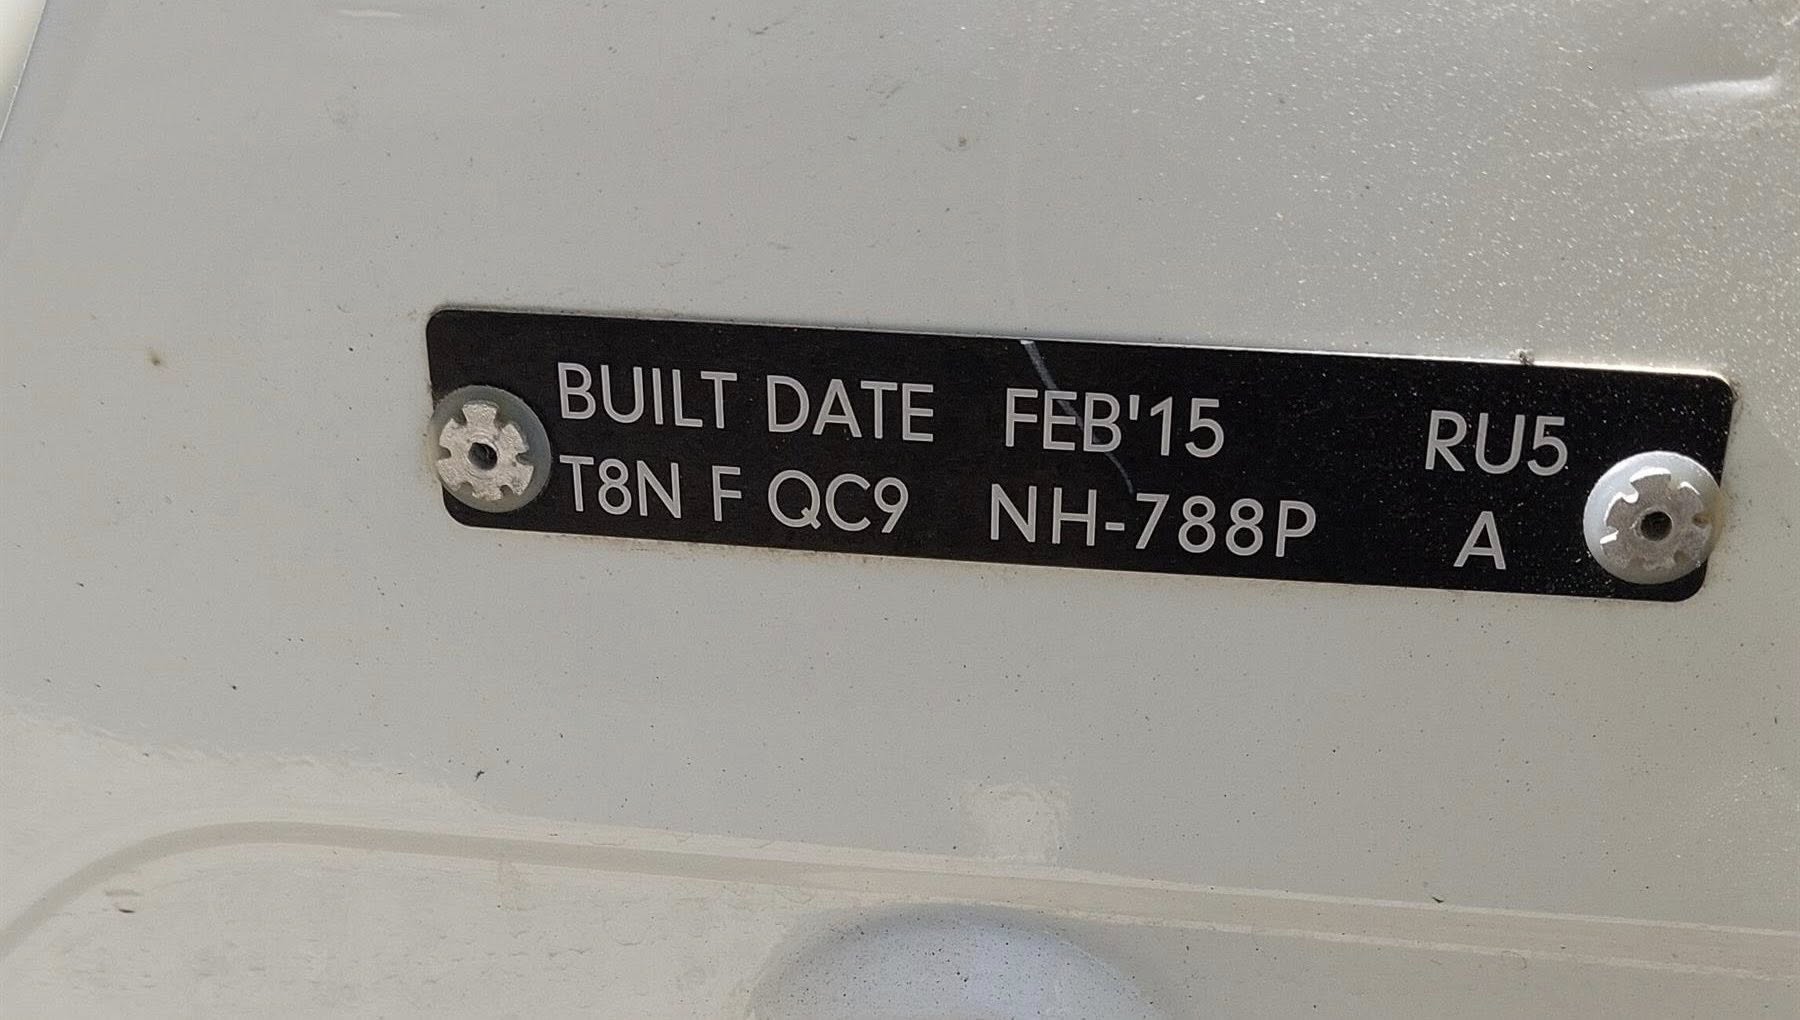 BUILT DATE FEB'15 RU5
T8N F QC9 NH-788P A